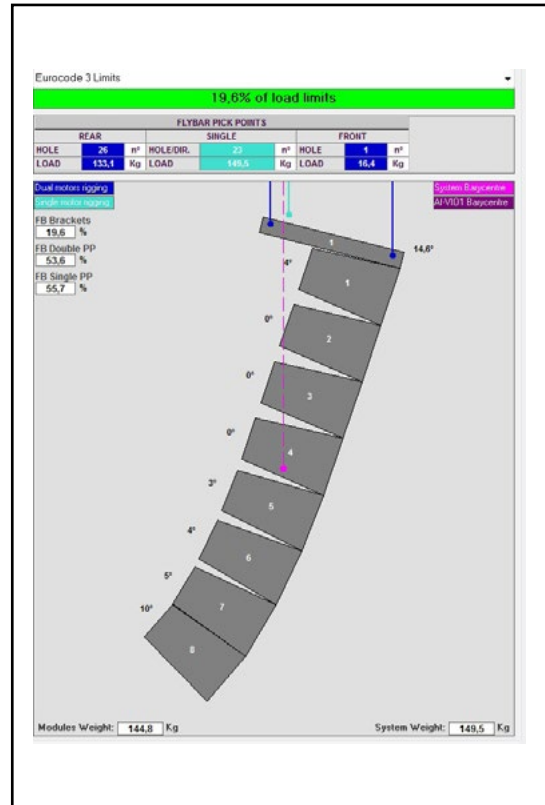 Eurocode 3 Limits
19,6% of load limits
FLYBAR PICK POINTS
REAR SINGLE FRONT
HOLE 26 n° HOLE/DIR. 23 n° HOLE 1 n°
LOAD 133,1 Kg LOAD 149,5 Kg LOAD 16,4 Kg
Dual motors rigging System Barycentre
Single motor rigging AI-VID1 Barycentre
FB Brackets
19,6 %
FB Double PP
53,6 %
FB Single PP
55,7 %
1
14,6°
4°
1
0°
2
0°
3
0°
4
3°
5
4°
6
5°
7
10°
8
Modules Weight: 144,8 Kg System Weight: 149,5 Kg